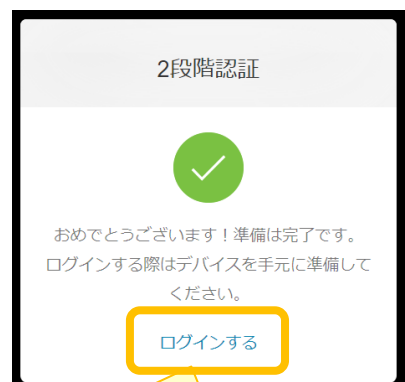 2段階認証
おめでとうございます！準備は完了です。
ログインする際はデバイスを手元に準備して
ください。
ログインする